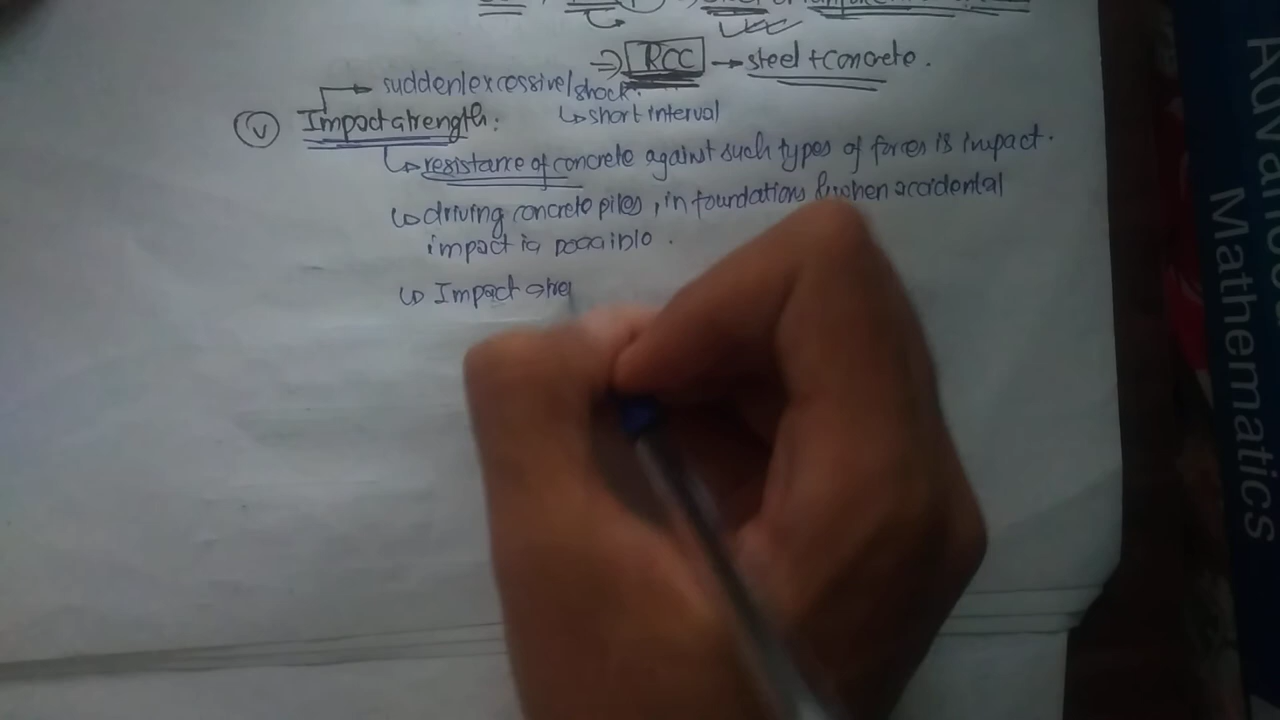 ⇒ RCC → steel + concrete.
sudden/excessive/shock.
(v) Impact strength:
↳ short interval
↳ resistance of concrete against such types of forces is impact.
↳ driving concrete piles, in foundations & when accidental
impact is possible.
↳ Impact stre
Advanced
Mathematics